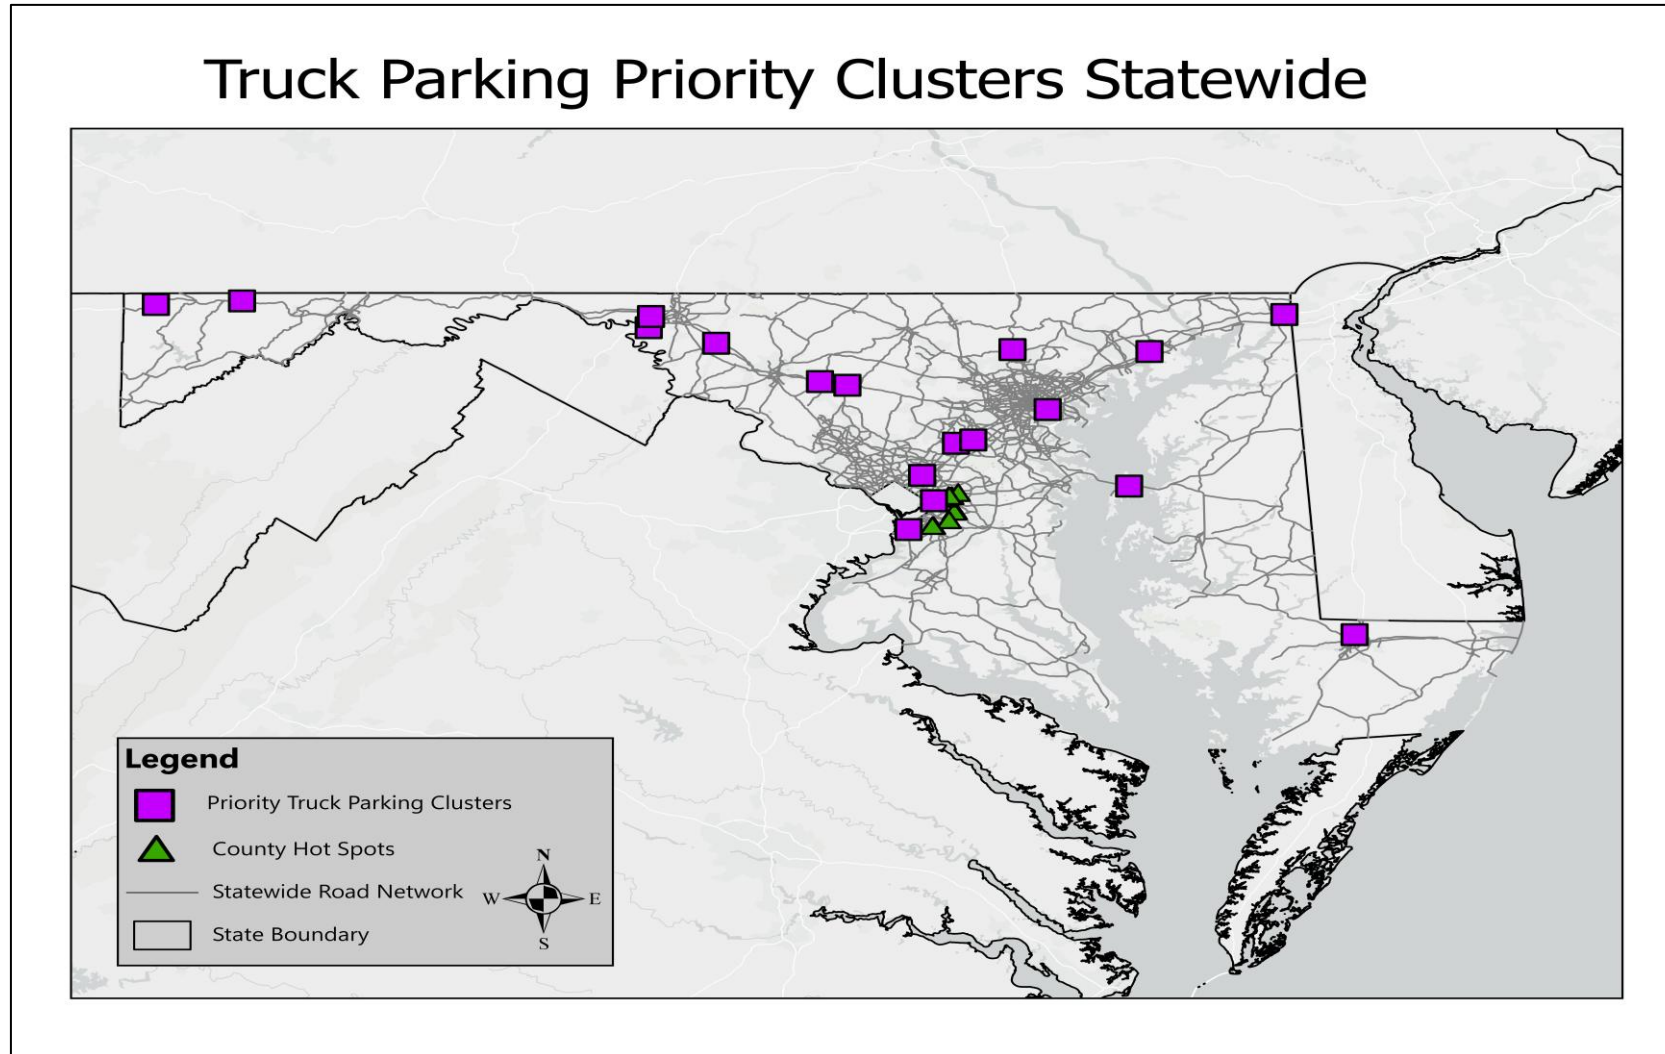 Truck Parking Priority Clusters Statewide
Legend
Priority Truck Parking Clusters
County Hot Spots
Statewide Road Network
State Boundary
N
W E
S